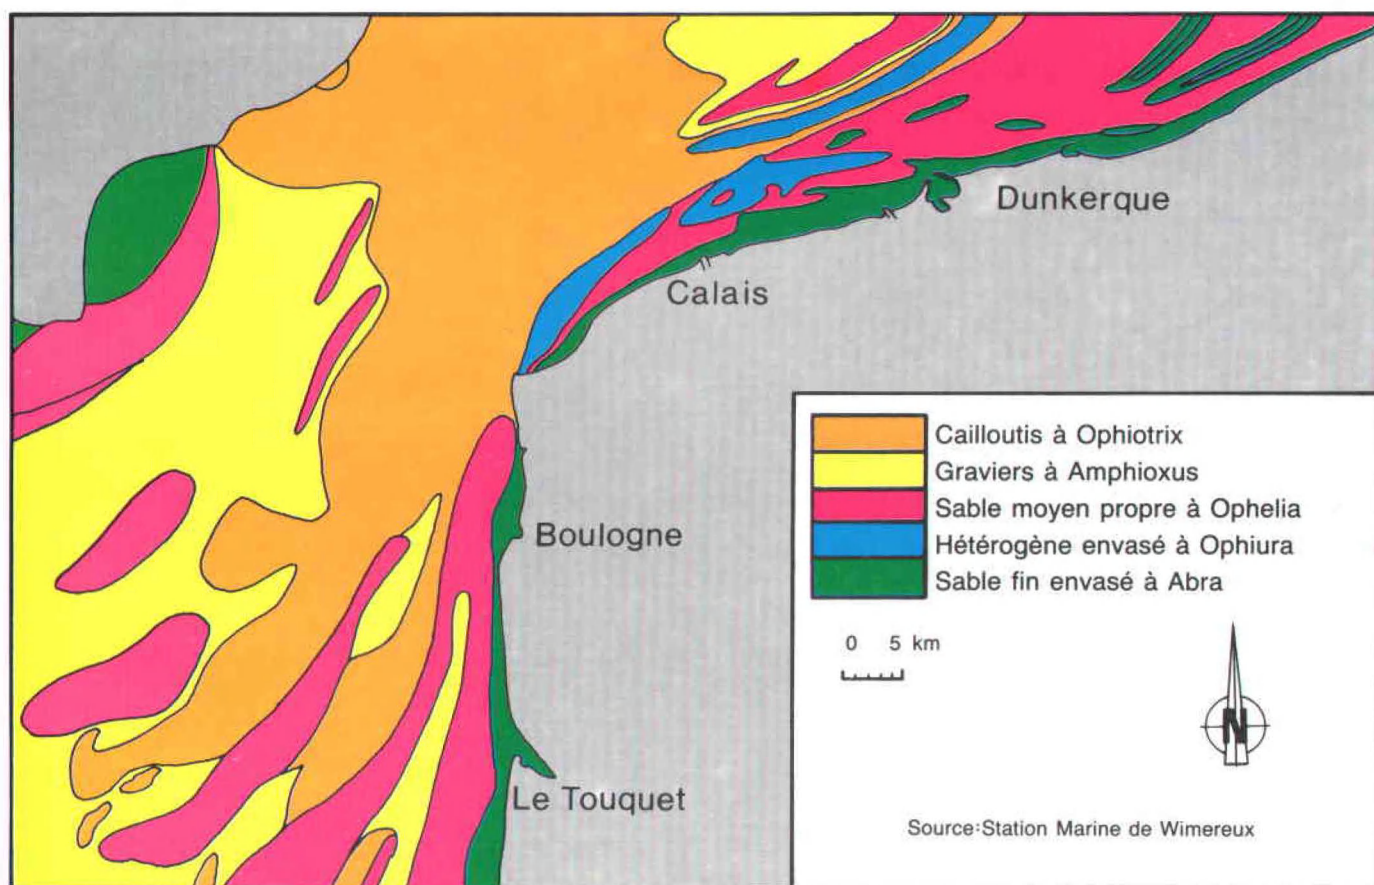 Dunkerque
Calais
Boulogne
Le Touquet
Cailloutis à Ophiotrix
Graviers à Amphioxus
Sable moyen propre à Ophelia
Hétérogène envasé à Ophiura
Sable fin envasé à Abra
0 5 km
N
Source:Station Marine de Wimereux